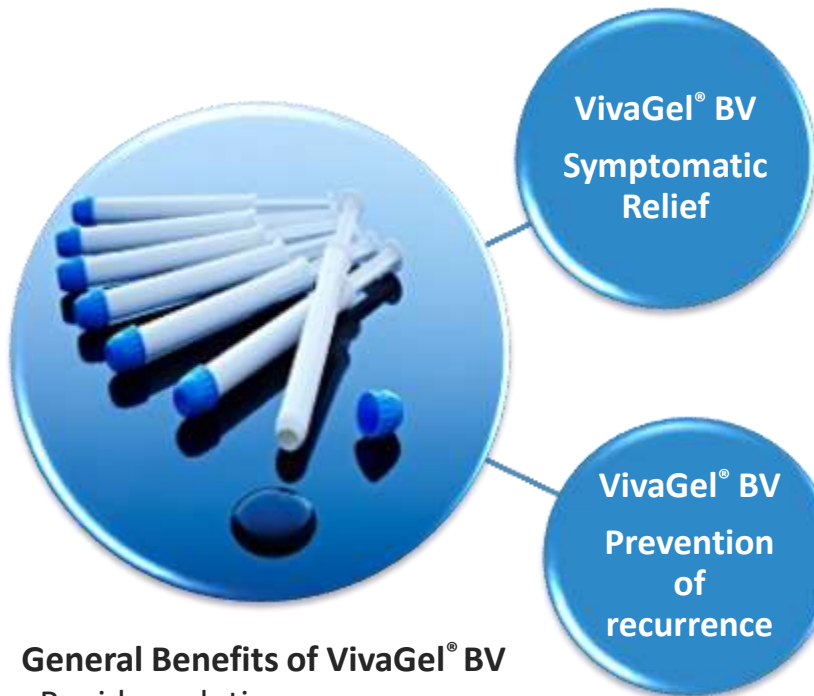 VivaGel® BV
Symptomatic
Relief
VivaGel® BV
Prevention
of
recurrence
General Benefits of VivaGel® BV